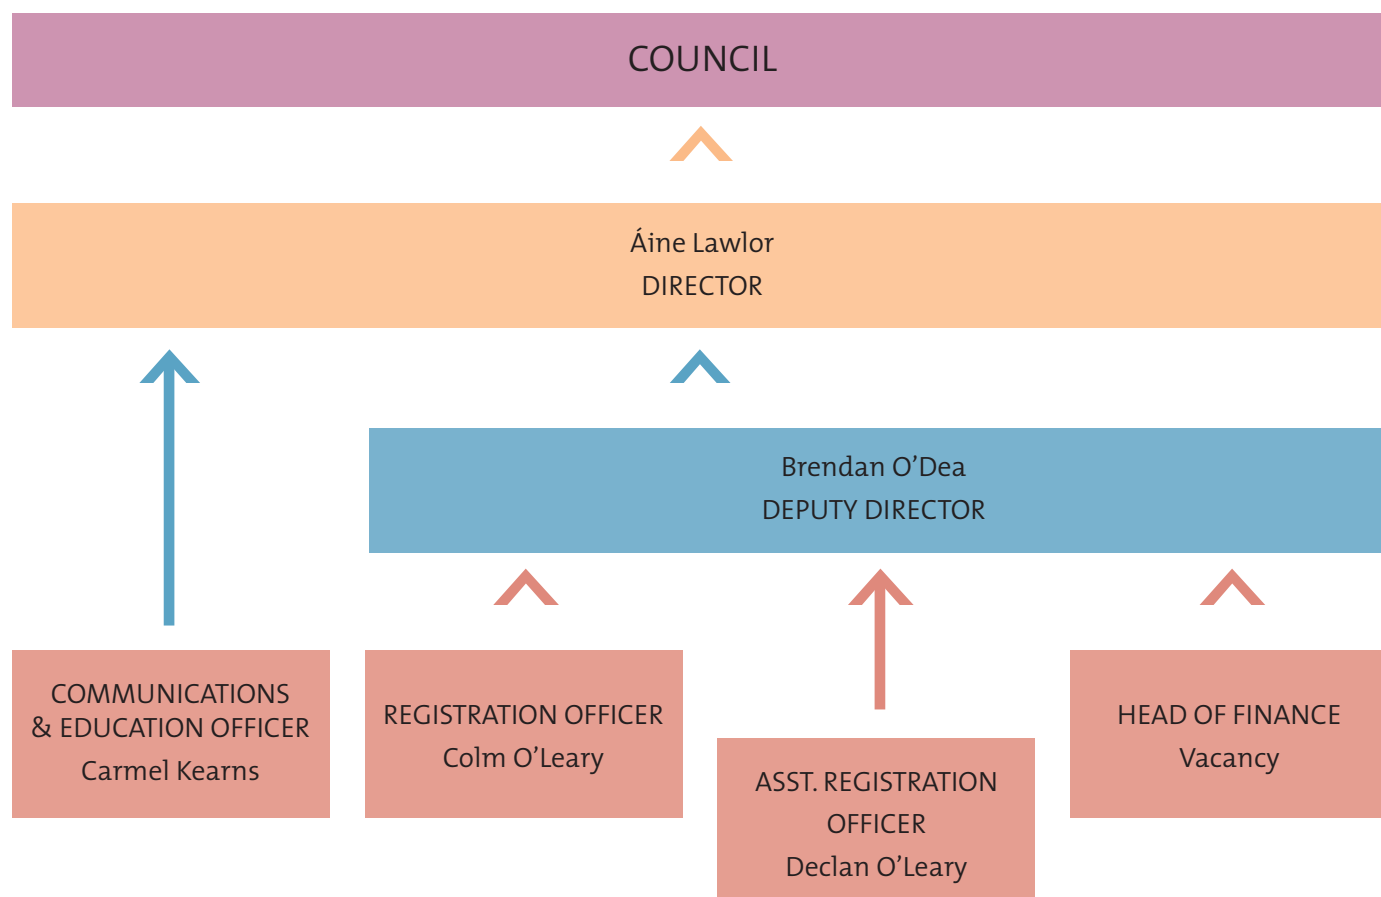 COUNCIL
Áine Lawlor
DIRECTOR
Brendan O’Dea
DEPUTY DIRECTOR
COMMUNICATIONS
& EDUCATION OFFICER
Carmel Kearns
REGISTRATION OFFICER
Colm O’Leary
ASST. REGISTRATION
OFFICER
Declan O’Leary
HEAD OF FINANCE
Vacancy